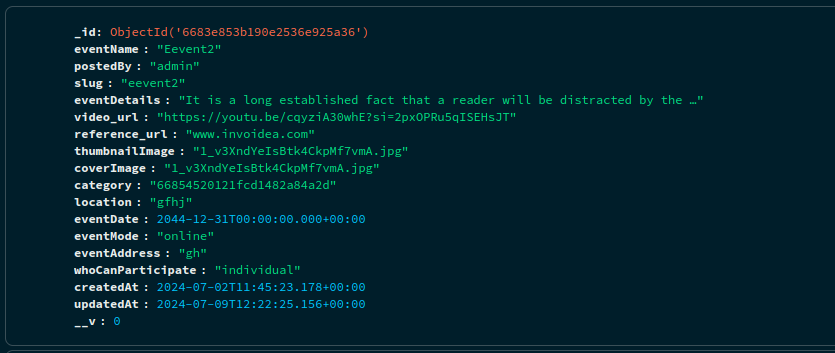 _id: ObjectId('6683e853b190e2536e925a36')
eventName : "Eevent2"
postedBy : "admin"
slug : "eevent2"
eventDetails : "It is a long established fact that a reader will be distracted by the …"
video_url : "https://youtu.be/cqyziA30whE?si=2pxOPRu5qISEHsJT"
reference_url : "www.invoidea.com"
thumbnailImage : "1_v3XndYeIsBtk4CkpMf7vmA.jpg"
coverImage : "1_v3XndYeIsBtk4CkpMf7vmA.jpg"
category : "66854520121fcd1482a84a2d"
location : "gfhj"
eventDate : 2044-12-31T00:00:00.000+00:00
eventMode : "online"
eventAddress : "gh"
whoCanParticipate : "individual"
createdAt : 2024-07-02T11:45:23.178+00:00
updatedAt : 2024-07-09T12:22:25.156+00:00
__v : 0